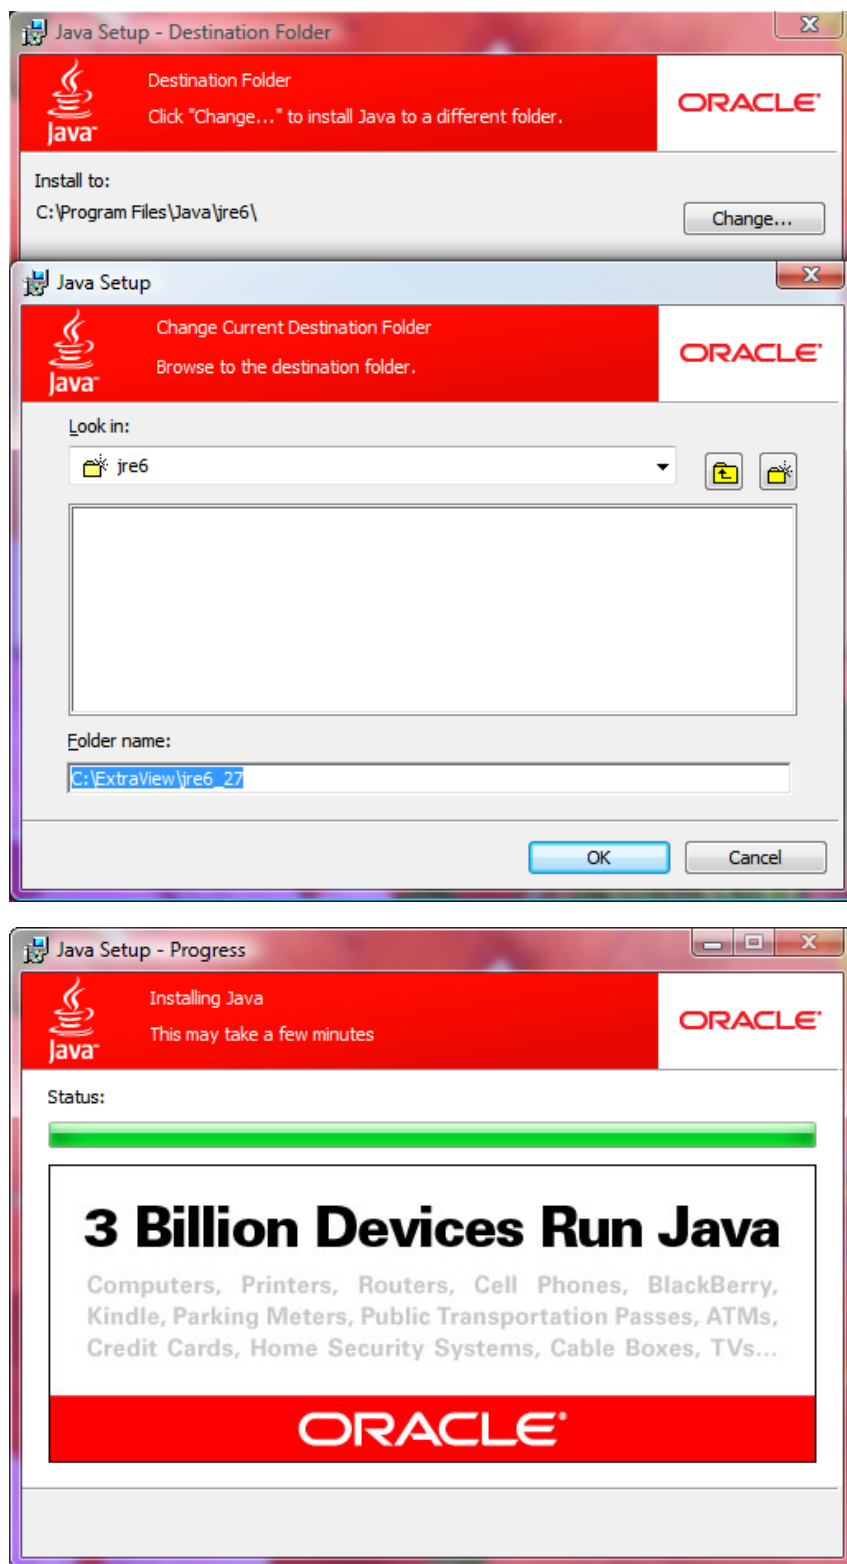 Java Setup - Destination Folder
Destination Folder
Click "Change..." to install Java to a different folder.
Java™
ORACLE®
Install to:
C:\Program Files\Java\jre6\
Change...
Java Setup
Change Current Destination Folder
Browse to the destination folder.
Java™
ORACLE®
Look in:
jre6
Folder name:
C:\ExtraView\jre6_27
OK
Cancel
Java Setup - Progress
Installing Java
This may take a few minutes
Java™
ORACLE®
Status:
3 Billion Devices Run Java
Computers, Printers, Routers, Cell Phones, BlackBerry,
Kindle, Parking Meters, Public Transportation Passes, ATMs,
Credit Cards, Home Security Systems, Cable Boxes, TVs...
ORACLE®